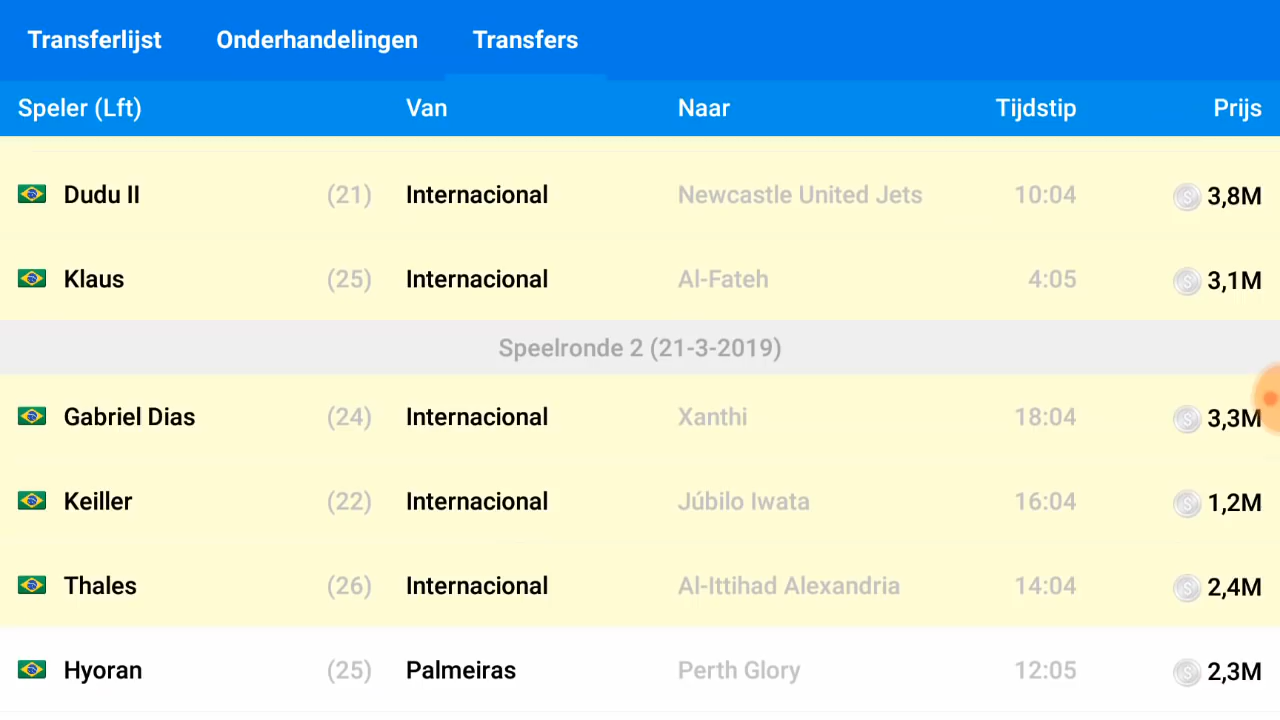 Transferlijst Onderhandelingen Transfers
Speler (Lft) Van Naar Tijdstip Prijs
Dudu II (21) Internacional Newcastle United Jets 10:04 3,8M
Klaus (25) Internacional Al-Fateh 4:05 3,1M
Speelronde 2 (21-3-2019)
Gabriel Dias (24) Internacional Xanthi 18:04 3,3M
Keiller (22) Internacional Júbilo Iwata 16:04 1,2M
Thales (26) Internacional Al-Ittihad Alexandria 14:04 2,4M
Hyoran (25) Palmeiras Perth Glory 12:05 2,3M